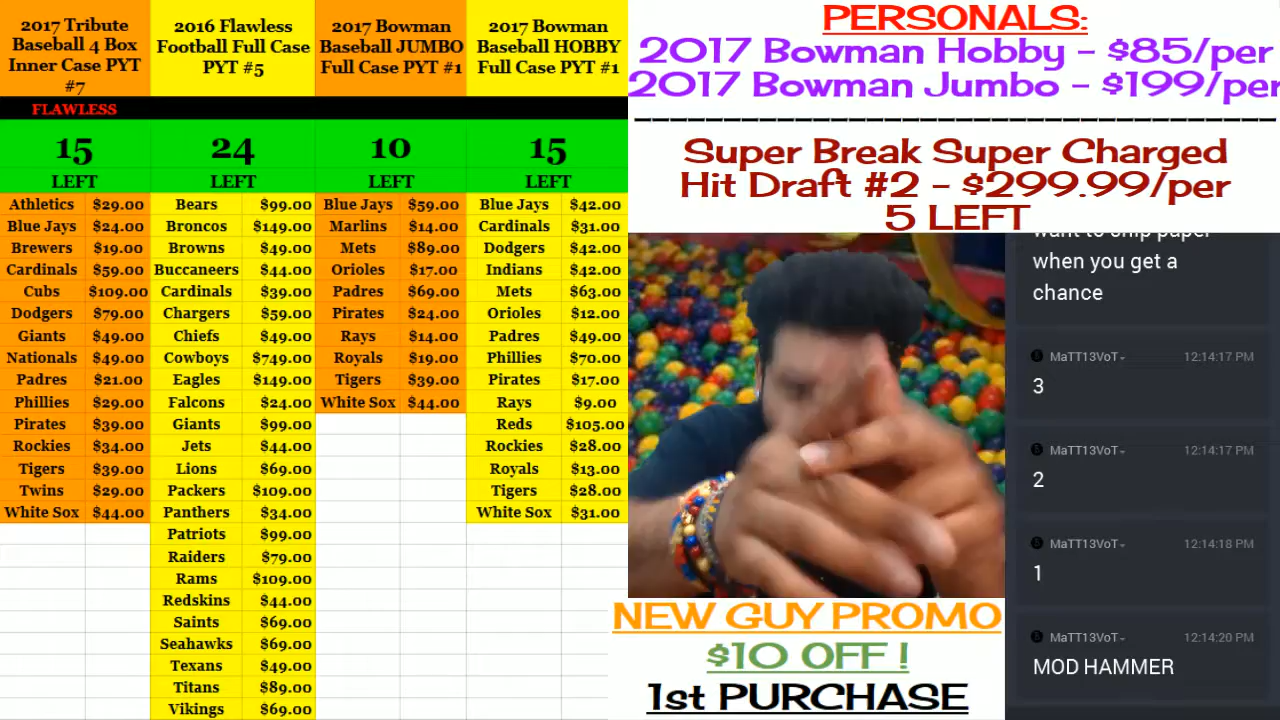 2017 Tribute
Baseball 4 Box
Inner Case PYT
#7
FLAWLESS
15
LEFT
Athletics $29.00
Blue Jays $24.00
Brewers $19.00
Cardinals $59.00
Cubs $109.00
Dodgers $79.00
Giants $49.00
Nationals $49.00
Padres $21.00
Phillies $29.00
Pirates $39.00
Rockies $34.00
Tigers $39.00
Twins $29.00
White Sox $44.00
2016 Flawless
Football Full Case
PYT #5
24
LEFT
Bears $99.00
Broncos $149.00
Browns $49.00
Buccaneers $44.00
Cardinals $39.00
Chargers $59.00
Chiefs $49.00
Cowboys $749.00
Eagles $149.00
Falcons $24.00
Giants $99.00
Jets $44.00
Lions $69.00
Packers $109.00
Panthers $34.00
Patriots $99.00
Raiders $79.00
Rams $109.00
Redskins $44.00
Saints $69.00
Seahawks $69.00
Texans $49.00
Titans $89.00
Vikings $69.00
2017 Bowman
Baseball JUMBO
Full Case PYT #1
10
LEFT
Blue Jays $59.00
Marlins $14.00
Mets $89.00
Orioles $17.00
Padres $69.00
Pirates $24.00
Rays $14.00
Royals $19.00
Tigers $39.00
White Sox $44.00
2017 Bowman
Baseball HOBBY
Full Case PYT #1
15
LEFT
Blue Jays $42.00
Cardinals $31.00
Dodgers $42.00
Indians $42.00
Mets $63.00
Orioles $12.00
Padres $49.00
Phillies $70.00
Pirates $17.00
Rays $9.00
Reds $105.00
Rockies $28.00
Royals $13.00
Tigers $28.00
White Sox $31.00
PERSONALS:
2017 Bowman Hobby - $85/per
2017 Bowman Jumbo - $199/per
Super Break Super Charged
Hit Draft #2 - $299.99/per
5 LEFT
want to ship paper
when you get a
chance
MaTT13VoT 12:14:17 PM
3
MaTT13VoT 12:14:17 PM
2
MaTT13VoT 12:14:18 PM
1
MaTT13VoT 12:14:20 PM
MOD HAMMER
NEW GUY PROMO
$10 OFF !
1st PURCHASE